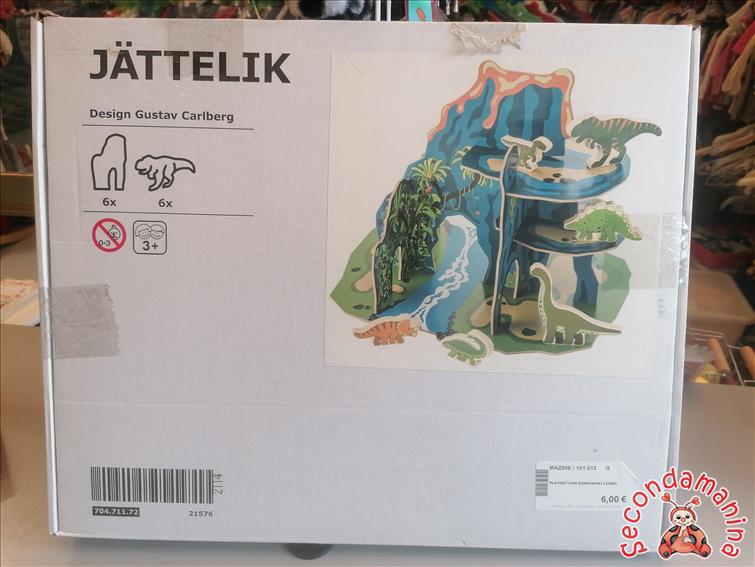 JÄTTELIK
Design Gustav Carlberg
6x 6x
0-3
3+
2114
704.711.72 21576
MAZ008 / 101.012 G
PLAYSET CON DINOSAURI LEGNO
6,00 €
Secondamanina